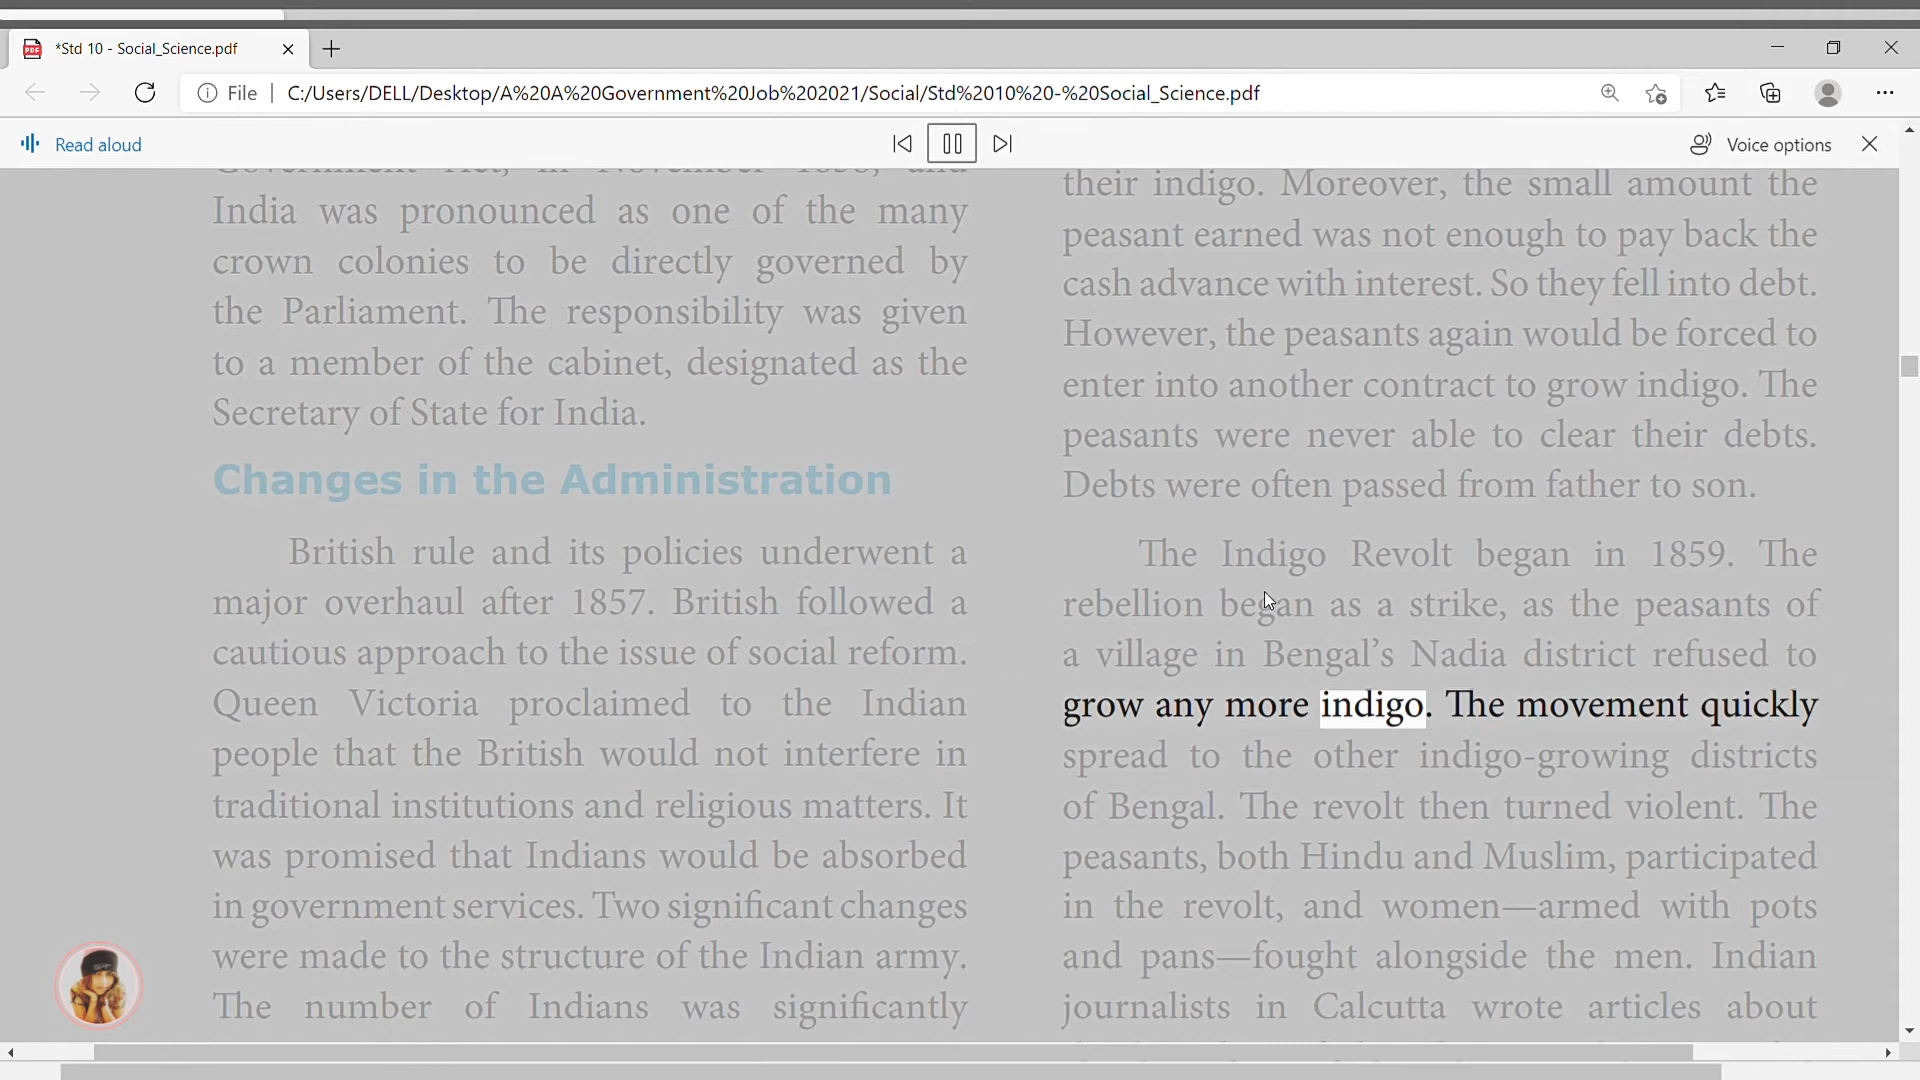 *Std 10 - Social_Science.pdf
File
C:/Users/DELL/Desktop/A%20A%20Government%20Job%202021/Social/Std%2010%20-%20Social_Science.pdf
Read aloud
Voice options
India was pronounced as one of the many
crown colonies to be directly governed by
the Parliament. The responsibility was given
to a member of the cabinet, designated as the
Secretary of State for India.
Changes in the Administration
British rule and its policies underwent a
major overhaul after 1857. British followed a
cautious approach to the issue of social reform.
Queen Victoria proclaimed to the Indian
people that the British would not interfere in
traditional institutions and religious matters. It
was promised that Indians would be absorbed
in government services. Two significant changes
were made to the structure of the Indian army.
The number of Indians was significantly
their indigo. Moreover, the small amount the
peasant earned was not enough to pay back the
cash advance with interest. So they fell into debt.
However, the peasants again would be forced to
enter into another contract to grow indigo. The
peasants were never able to clear their debts.
Debts were often passed from father to son.
The Indigo Revolt began in 1859. The
rebellion began as a strike, as the peasants of
a village in Bengal’s Nadia district refused to
grow any more indigo. The movement quickly
spread to the other indigo-growing districts
of Bengal. The revolt then turned violent. The
peasants, both Hindu and Muslim, participated
in the revolt, and women—armed with pots
and pans—fought alongside the men. Indian
journalists in Calcutta wrote articles about